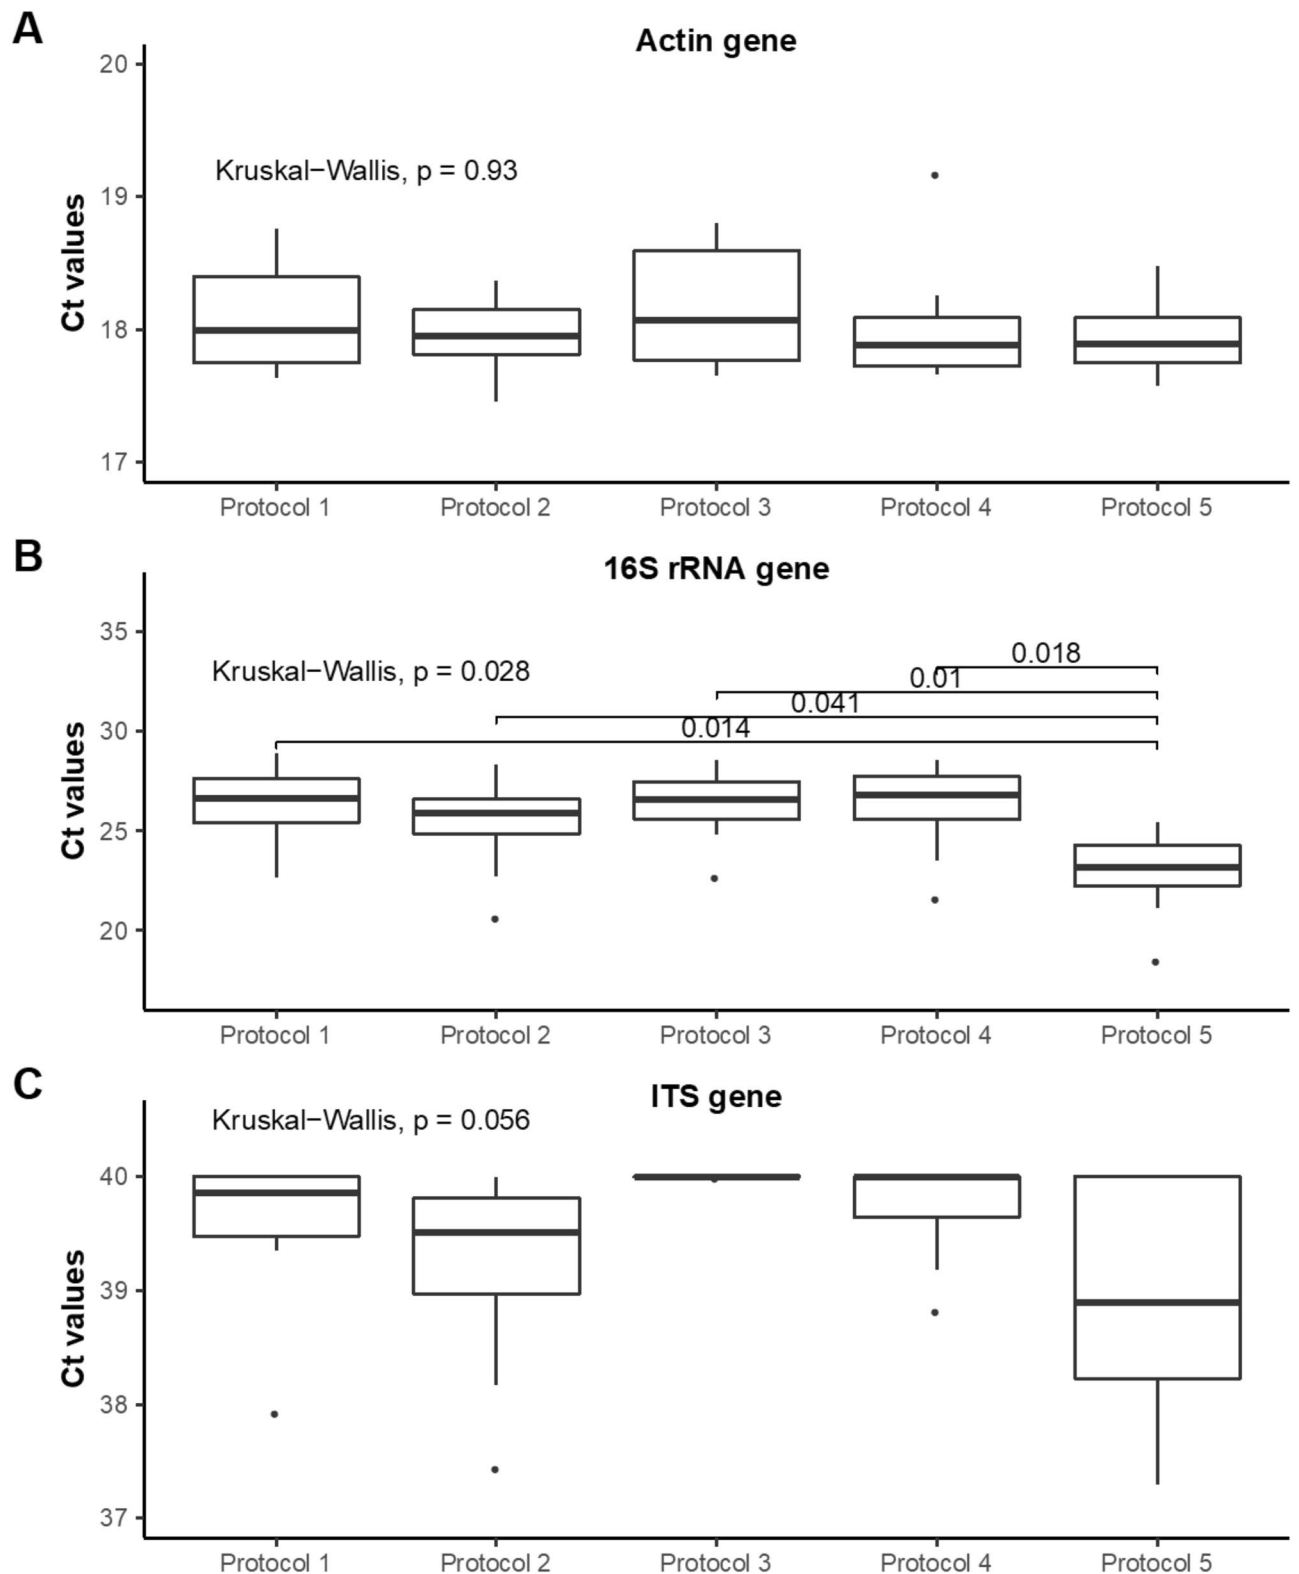 A
Actin gene
20
Kruskal−Wallis, p = 0.93
19
Ct values
18
17
Protocol 1 Protocol 2 Protocol 3 Protocol 4 Protocol 5
B
16S rRNA gene
35
Kruskal−Wallis, p = 0.028
0.018
0.01
0.041
0.014
30
Ct values
25
20
Protocol 1 Protocol 2 Protocol 3 Protocol 4 Protocol 5
C
ITS gene
Kruskal−Wallis, p = 0.056
40
39
Ct values
38
37
Protocol 1 Protocol 2 Protocol 3 Protocol 4 Protocol 5